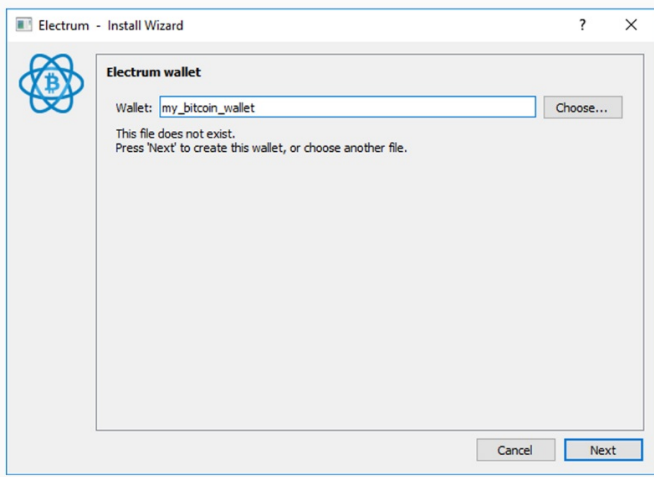 Electrum - Install Wizard
Electrum wallet
Wallet: my_bitcoin_wallet Choose...
This file does not exist.
Press 'Next' to create this wallet, or choose another file.
Cancel Next